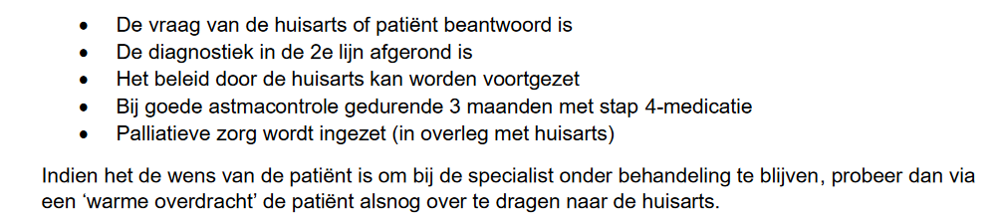 • De vraag van de huisarts of patiënt beantwoord is
• De diagnostiek in de 2e lijn afgerond is
• Het beleid door de huisarts kan worden voortgezet
• Bij goede astmacontrole gedurende 3 maanden met stap 4-medicatie
• Palliatieve zorg wordt ingezet (in overleg met huisarts)
Indien het de wens van de patiënt is om bij de specialist onder behandeling te blijven, probeer dan via
een ‘warme overdracht’ de patiënt alsnog over te dragen naar de huisarts.